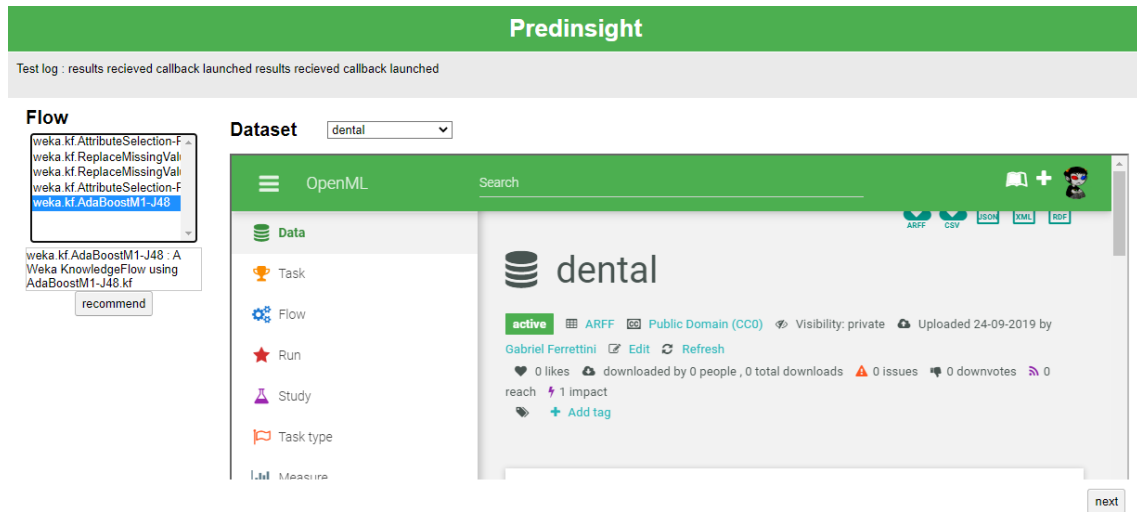 Predinsight
Test log : results recieved callback launched results recieved callback launched
Flow
weka.kf.AttributeSelection-F
weka.kf.ReplaceMissingValu
weka.kf.ReplaceMissingValu
weka.kf.AttributeSelection-F
weka.kf.AdaBoostM1-J48
weka.kf.AdaBoostM1-J48 : A
Weka KnowledgeFlow using
AdaBoostM1-J48.kf
recommend
Dataset dental
OpenML Search
Data
Task
Flow
Run
Study
Task type
Measure
ARFF CSV JSON XML RDF
dental
active ARFF CC Public Domain (CC0) Visibility: private Uploaded 24-09-2019 by
Gabriel Ferrettini Edit Refresh
0 likes downloaded by 0 people , 0 total downloads 0 issues 0 downvotes 0
reach 1 impact
Add tag
next